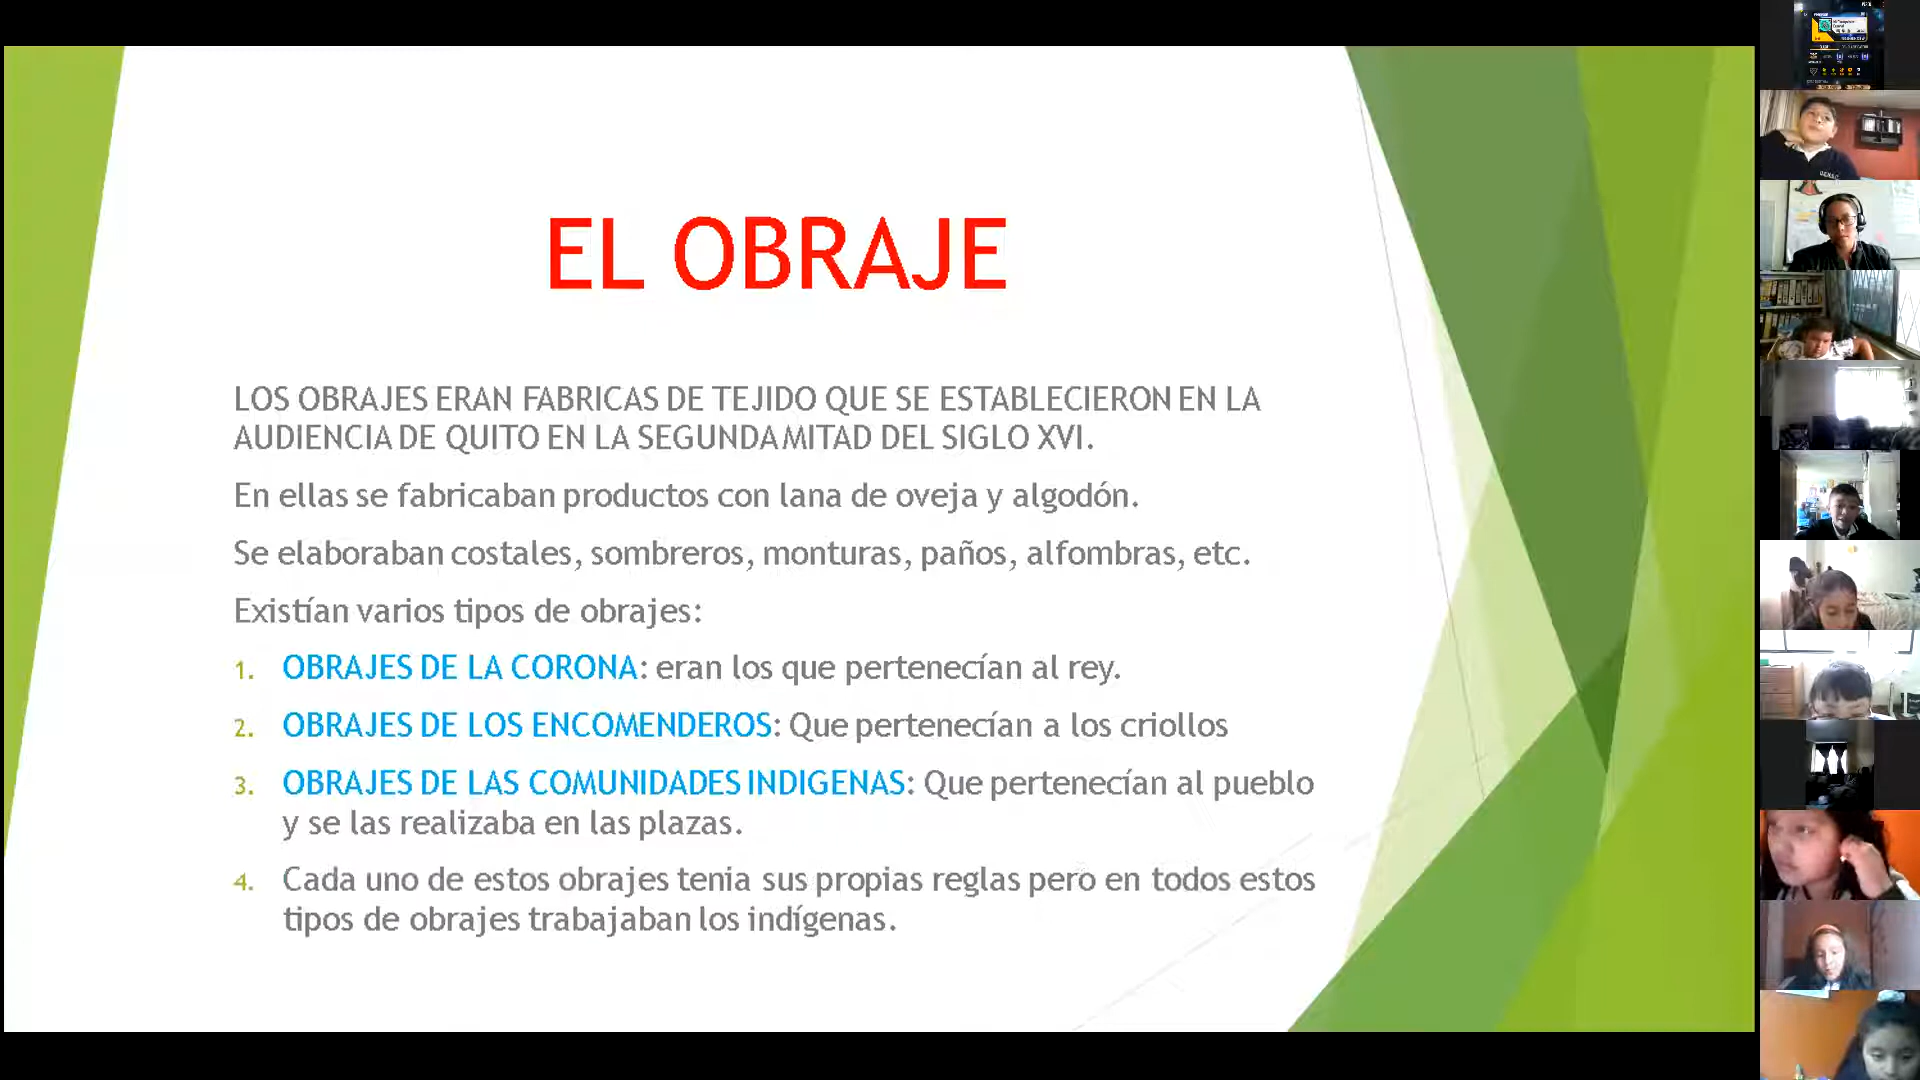 EL OBRAJE
LOS OBRAJES ERAN FABRICAS DE TEJIDO QUE SE ESTABLECIERON EN LA
AUDIENCIA DE QUITO EN LA SEGUNDA MITAD DEL SIGLO XVI.
En ellas se fabricaban productos con lana de oveja y algodón.
Se elaboraban costales, sombreros, monturas, paños, alfombras, etc.
Existían varios tipos de obrajes:
1. OBRAJES DE LA CORONA: eran los que pertenecían al rey.
2. OBRAJES DE LOS ENCOMENDEROS: Que pertenecían a los criollos
3. OBRAJES DE LAS COMUNIDADES INDIGENAS: Que pertenecían al pueblo
y se las realizaba en las plazas.
4. Cada uno de estos obrajes tenia sus propias reglas pero en todos estos
tipos de obrajes trabajaban los indígenas.